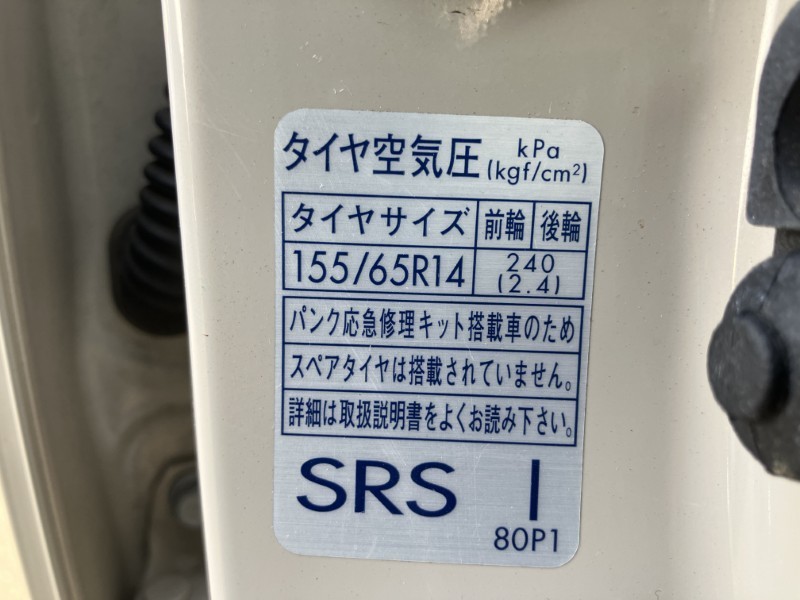 タイヤ空気圧 kPa
(kgf/cm²)
タイヤサイズ 前輪 後輪
155/65R14 240
(2.4)
パンク応急修理キット搭載車のため
スペアタイヤは搭載されていません。
詳細は取扱説明書をよくお読み下さい。
SRS I
80P1